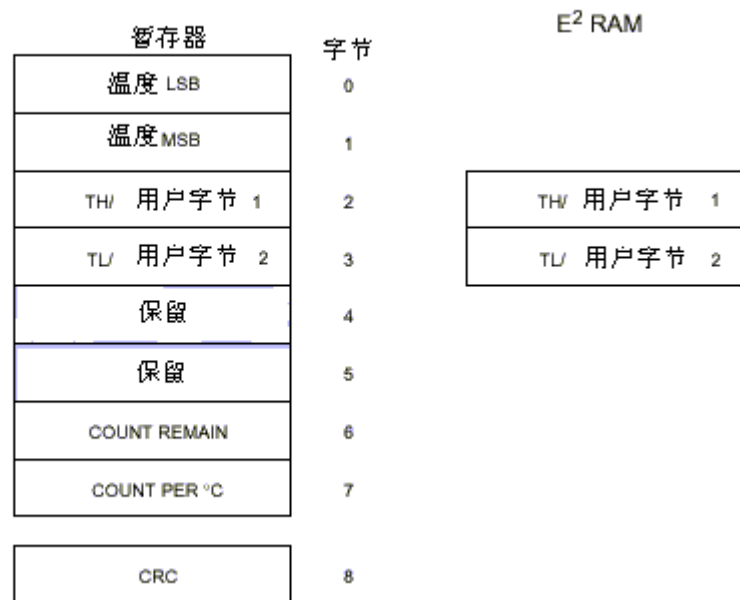 E² RAM
暂存器 字节
温度 LSB 0
温度 MSB 1
TH/ 用户字节 1 2 TH/ 用户字节 1
TL/ 用户字节 2 3 TL/ 用户字节 2
保留 4
保留 5
COUNT REMAIN 6
COUNT PER °C 7
CRC 8